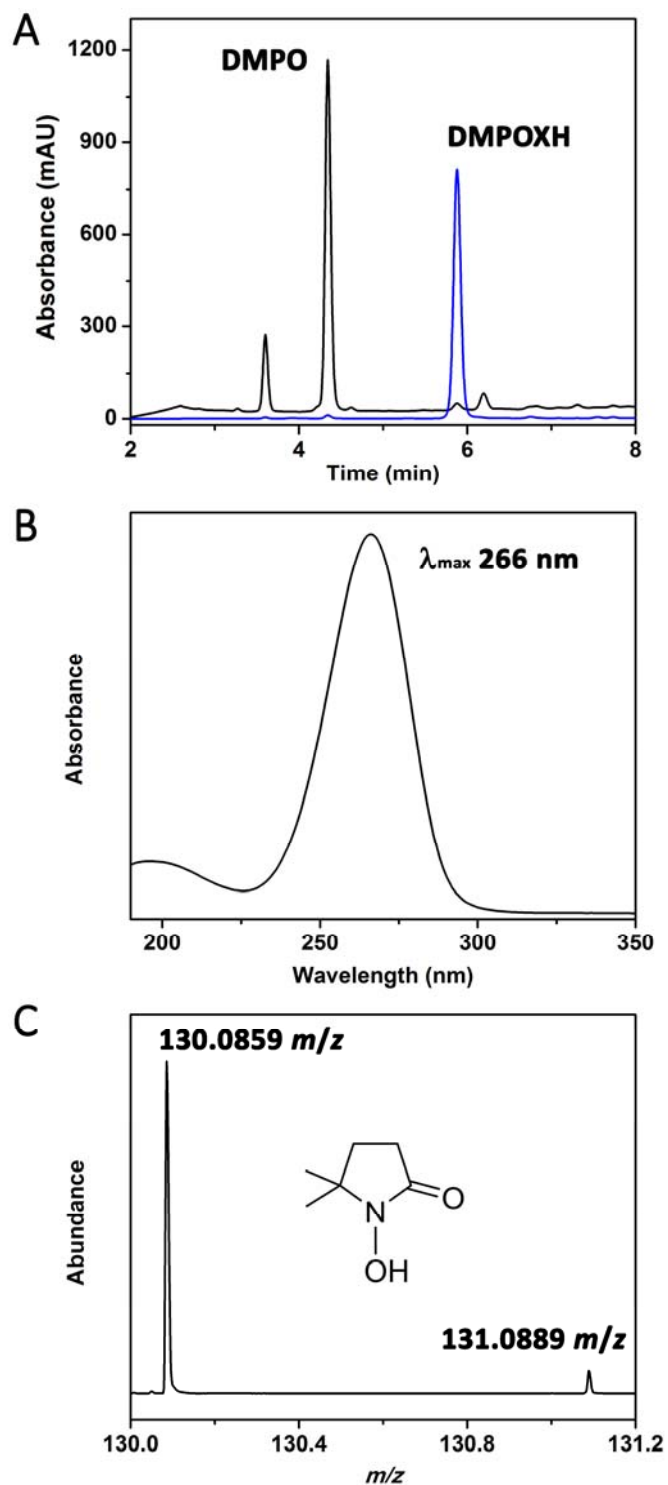 A
DMPO
DMPOXH
Absorbance (mAU)
1200
900
600
300
0
2
4
6
8
Time (min)
B
λmax 266 nm
Absorbance
200
250
300
350
Wavelength (nm)
C
130.0859 m/z
Abundance
N
O
OH
131.0889 m/z
130.0
130.4
130.8
131.2
m/z